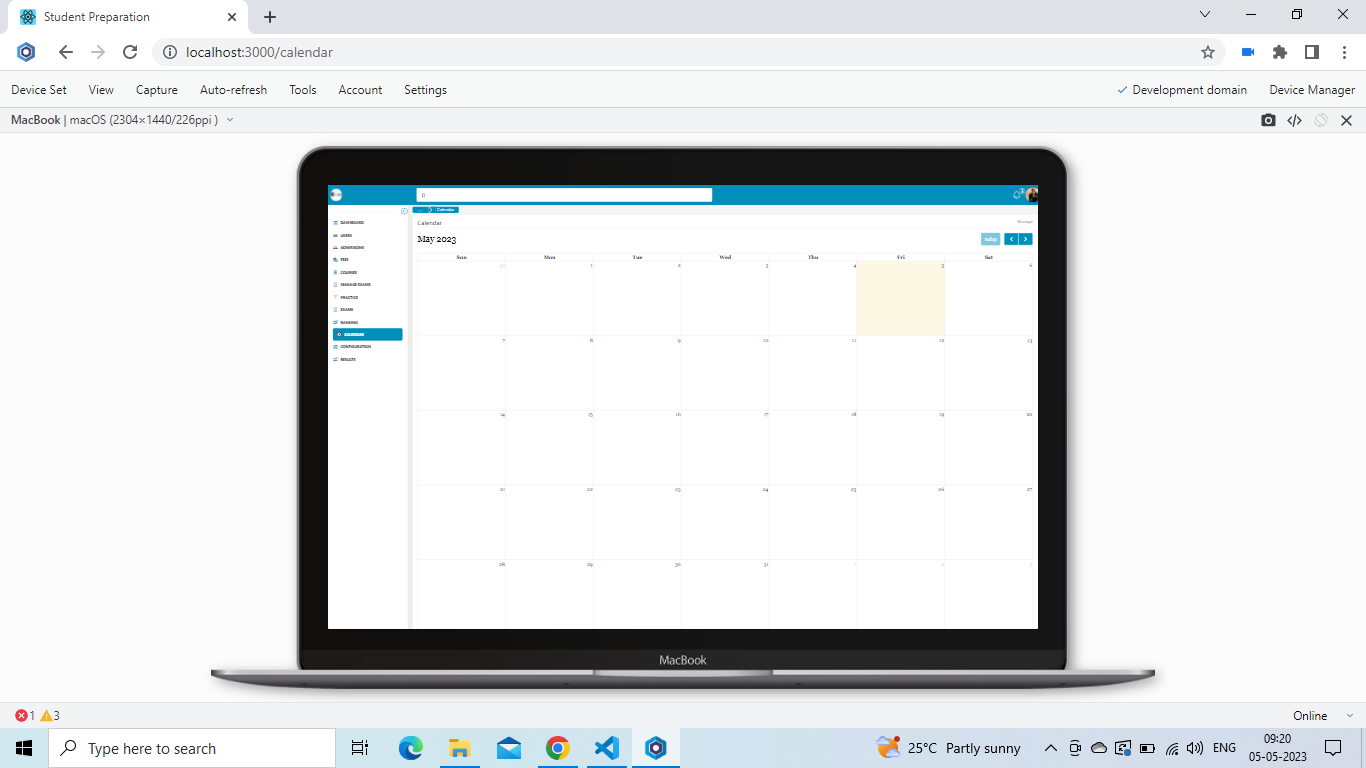 Student Preparation
localhost:3000/calendar
Device Set View Capture Auto-refresh Tools Account Settings Development domain Device Manager
MacBook | macOS (2304×1440/226ppi )
Calendar
Calendar Manage
May 2023 today
Sun Mon Tue Wed Thu Fri Sat
30 1 2 3 4 5 6
7 8 9 10 11 12 13
14 15 16 17 18 19 20
21 22 23 24 25 26 27
28 29 30 31 1 2 3
DASHBOARD
USERS
ADMISSIONS
FEES
COURSES
MANAGE EXAMS
PRACTICE
EXAMS
RANKING
CALENDAR
CONFIGURATION
RESULTS
MacBook
1 3 Online
Type here to search
25°C Partly sunny
ENG
09:20
05-05-2023